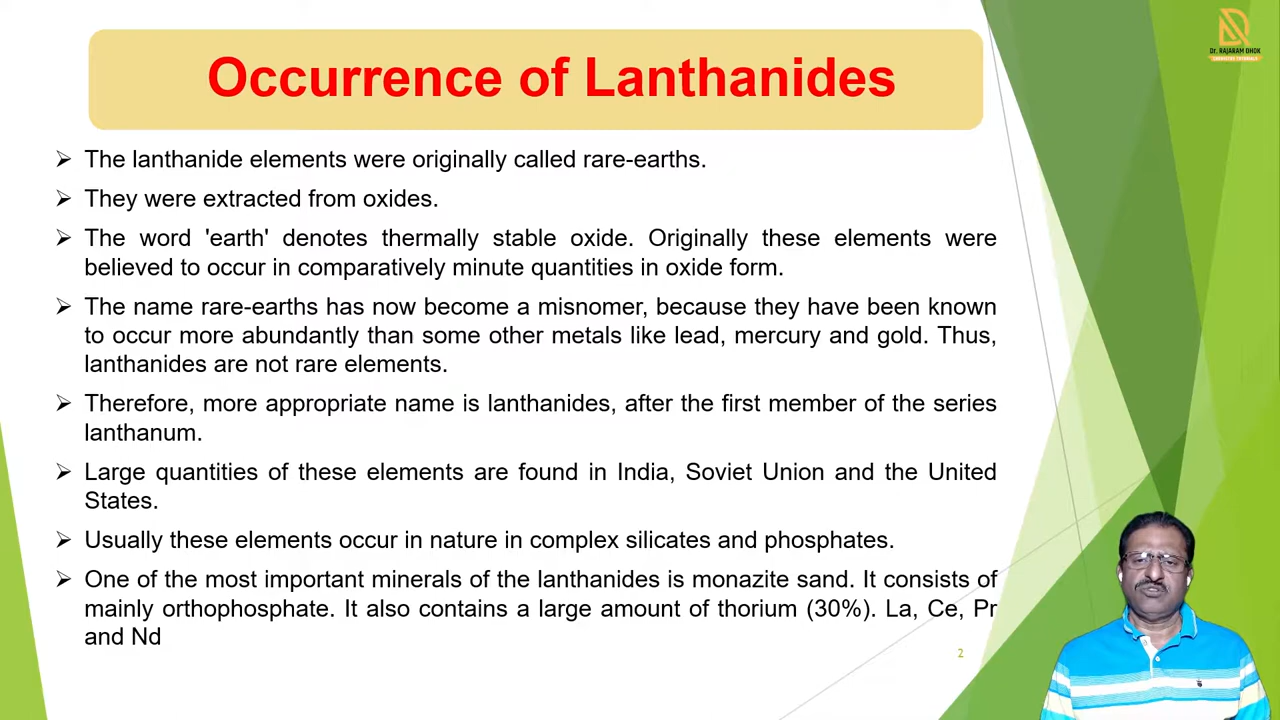 Dr. RAJARAM DHOK
Occurrence of Lanthanides
➢ The lanthanide elements were originally called rare-earths.
➢ They were extracted from oxides.
➢ The word 'earth' denotes thermally stable oxide. Originally these elements were
believed to occur in comparatively minute quantities in oxide form.
➢ The name rare-earths has now become a misnomer, because they have been known
to occur more abundantly than some other metals like lead, mercury and gold. Thus,
lanthanides are not rare elements.
➢ Therefore, more appropriate name is lanthanides, after the first member of the series
lanthanum.
➢ Large quantities of these elements are found in India, Soviet Union and the United
States.
➢ Usually these elements occur in nature in complex silicates and phosphates.
➢ One of the most important minerals of the lanthanides is monazite sand. It consists of
mainly orthophosphate. It also contains a large amount of thorium (30%). La, Ce, Pr
and Nd
2